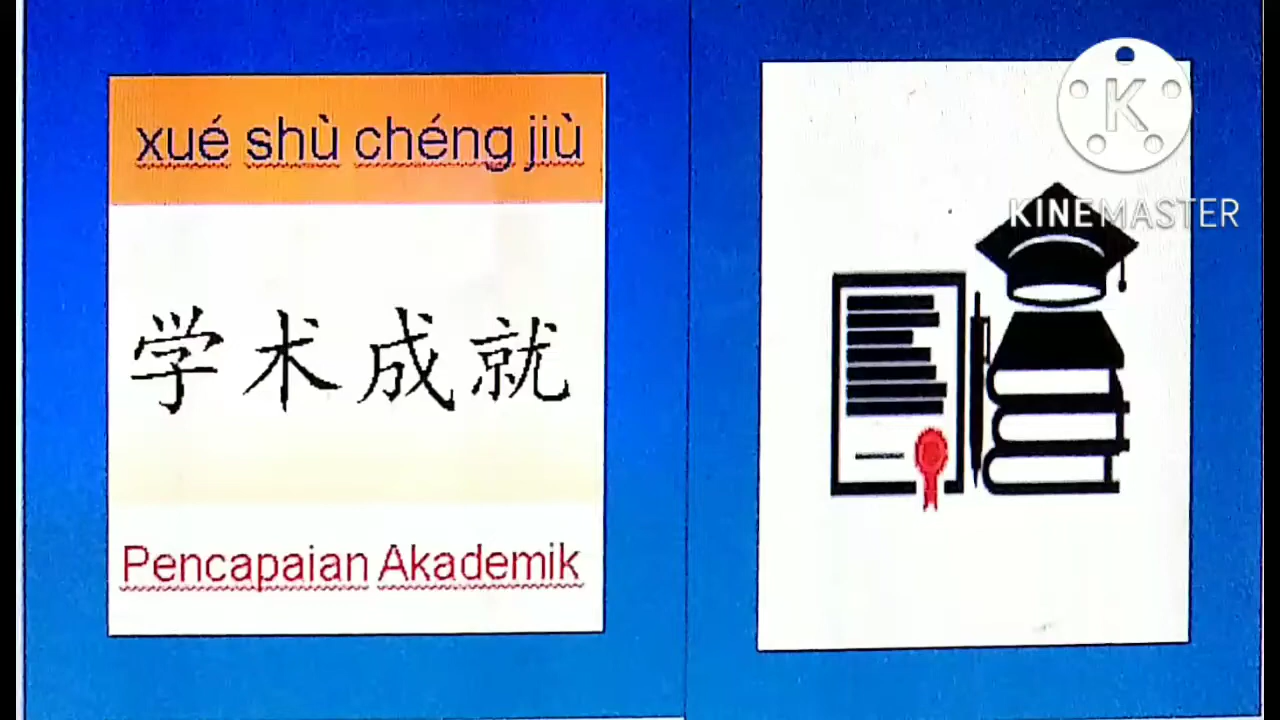 xué shù chéng jiù
学术成就
Pencapaian Akademik
K
KINEMASTER